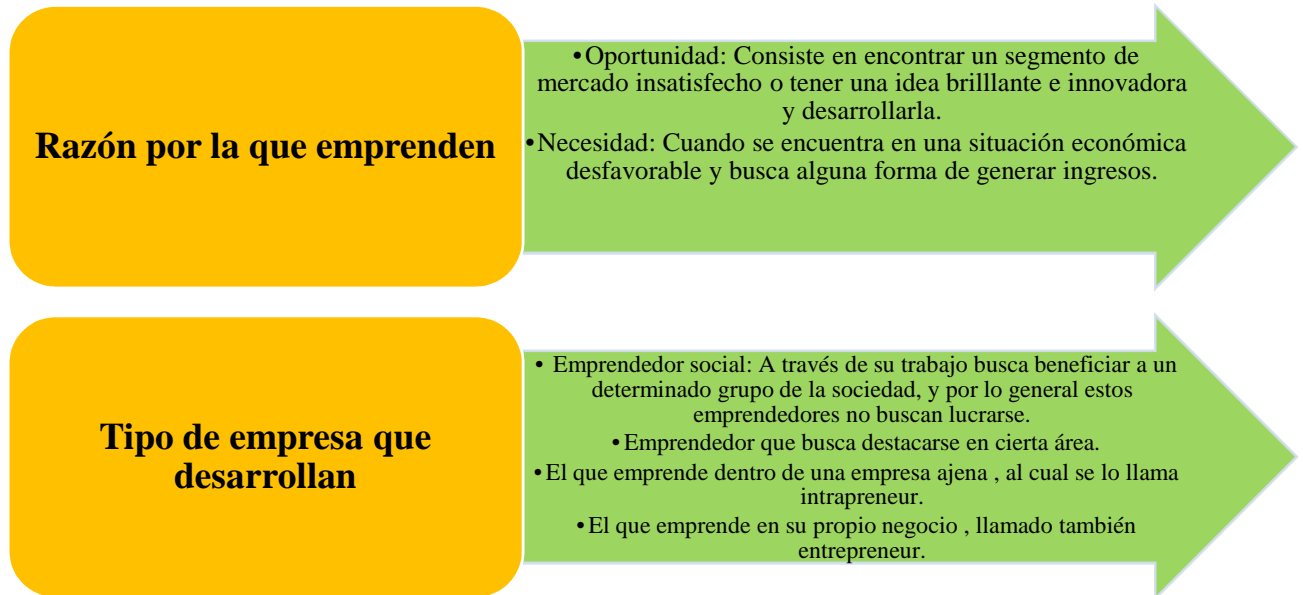 Razón por la que emprenden
•Oportunidad: Consiste en encontrar un segmento de
mercado insatisfecho o tener una idea brilllante e innovadora
y desarrollarla.
•Necesidad: Cuando se encuentra en una situación económica
desfavorable y busca alguna forma de generar ingresos.
Tipo de empresa que
desarrollan
• Emprendedor social: A través de su trabajo busca beneficiar a un
determinado grupo de la sociedad, y por lo general estos
emprendedores no buscan lucrarse.
•Emprendedor que busca destacarse en cierta área.
•El que emprende dentro de una empresa ajena , al cual se lo llama
intrapreneur.
•El que emprende en su propio negocio , llamado también
entrepreneur.